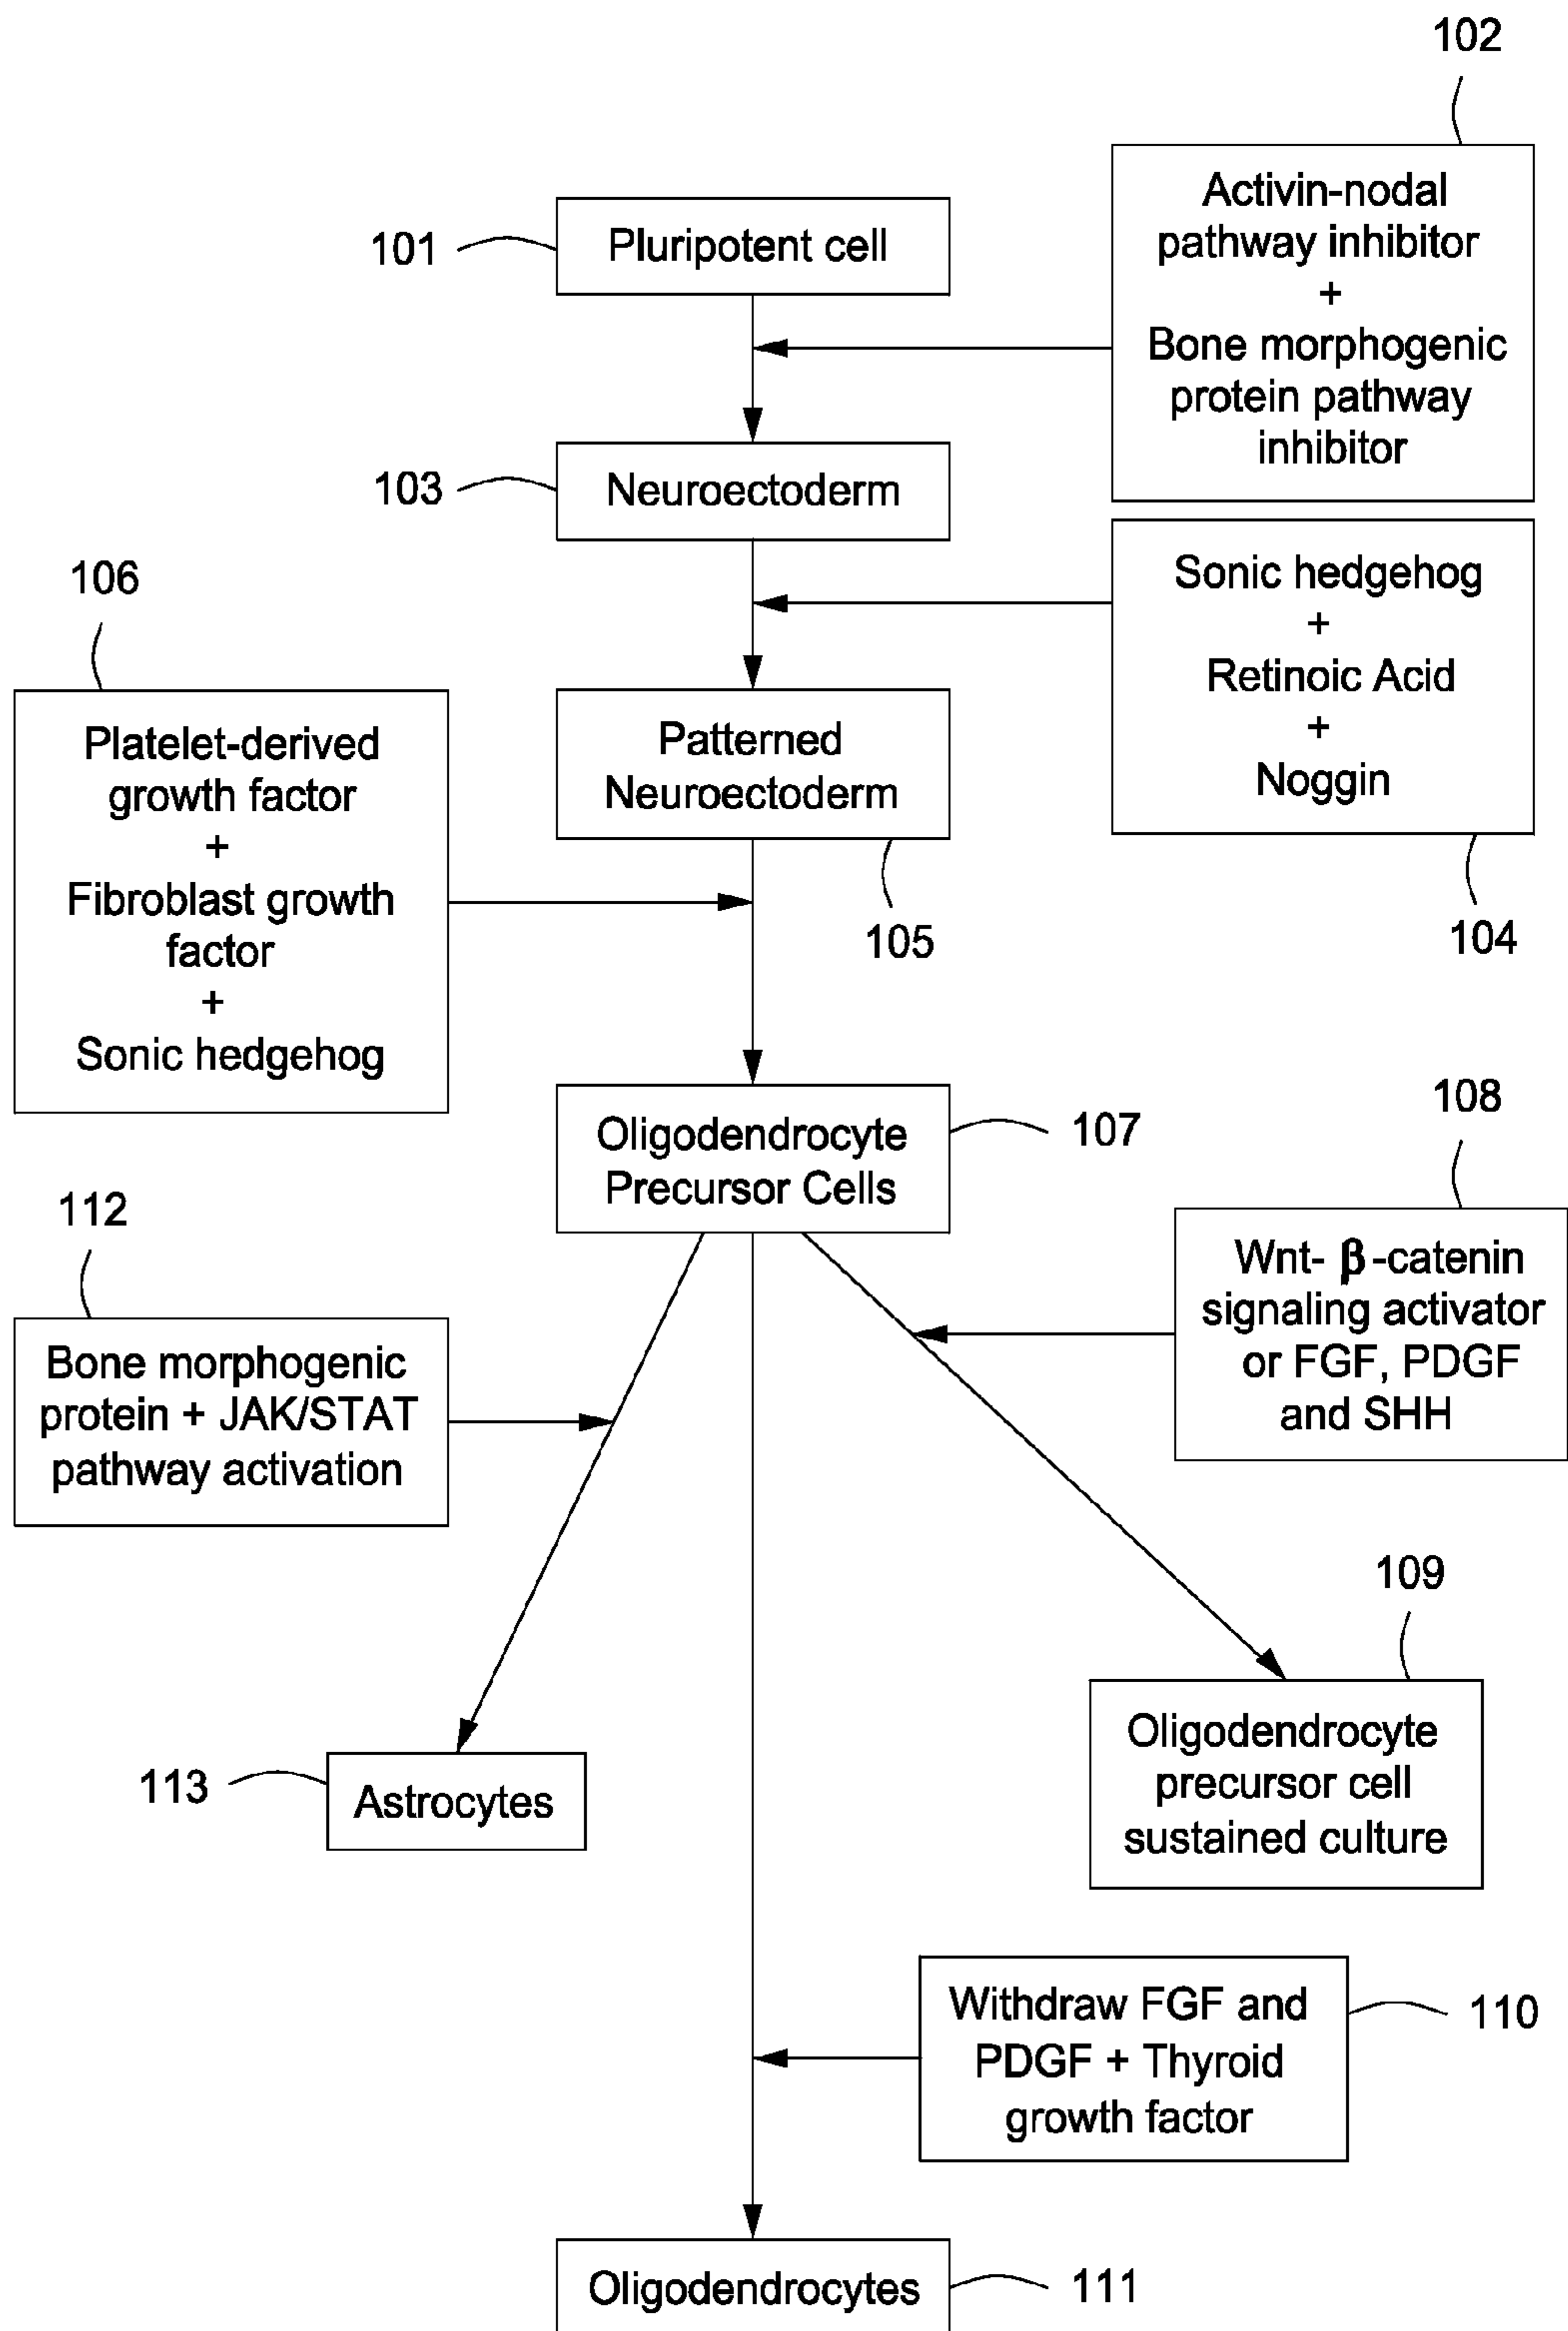 102
Activin-nodal
pathway inhibitor
+
Bone morphogenic
protein pathway
inhibitor
101
Pluripotent cell
103
Neuroectoderm
Sonic hedgehog
+
Retinoic Acid
+
Noggin
104
106
Platelet-derived
growth factor
+
Fibroblast growth
factor
+
Sonic hedgehog
Patterned
Neuroectoderm
105
Oligodendrocyte
Precursor Cells
107
108
Wnt- β -catenin
signaling activator
or FGF, PDGF
and SHH
112
Bone morphogenic
protein + JAK/STAT
pathway activation
109
Oligodendrocyte
precursor cell
sustained culture
113
Astrocytes
Withdraw FGF and
PDGF + Thyroid
growth factor
110
Oligodendrocytes
111